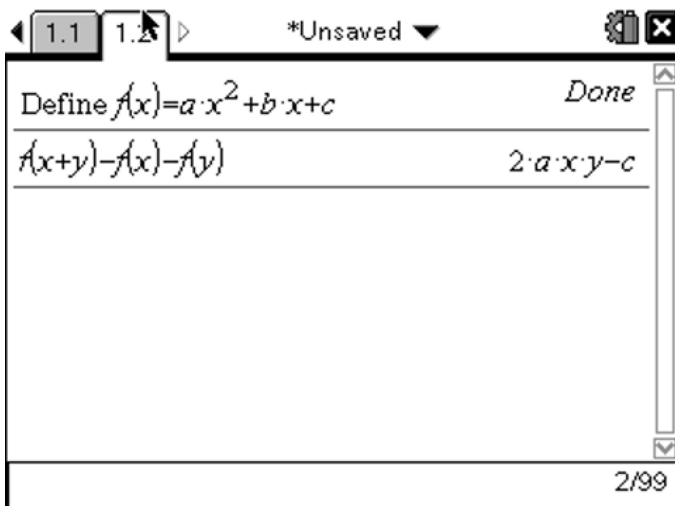 1.1 1.2 *Unsaved
Define f(x)=a·x²+b·x+c Done
f(x+y)−f(x)−f(y) 2·a·x·y−c
2/99